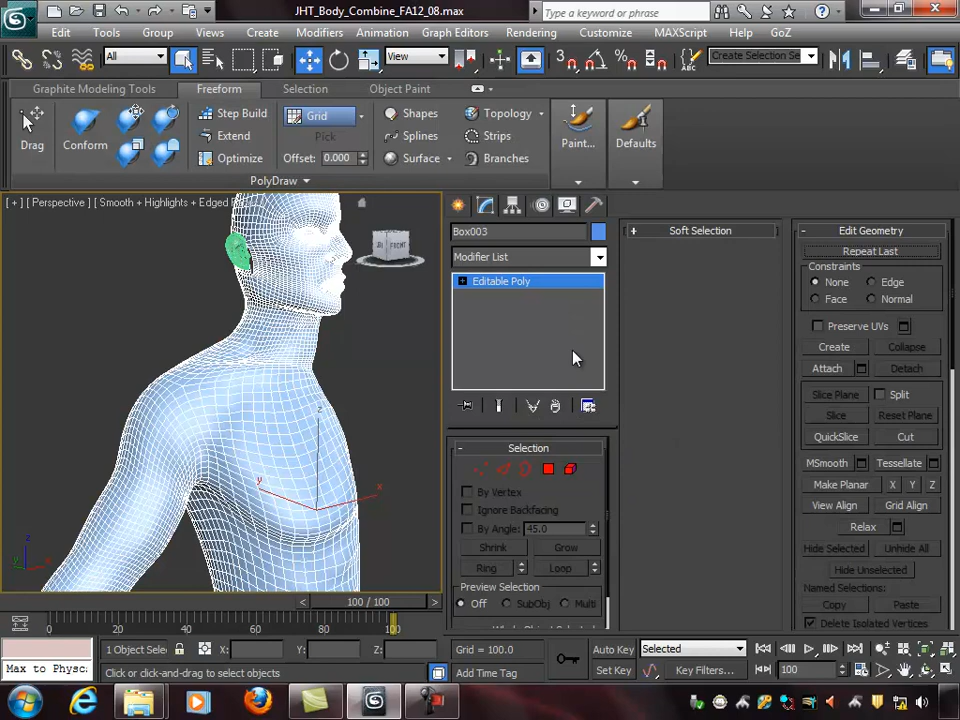 JHT_Body_Combine_FA12_08.max
Type a keyword or phrase
Edit Tools Group Views Create Modifiers Animation Graph Editors Rendering Customize MAXScript Help GoZ
All View Create Selection Se
Graphite Modeling Tools Freeform Selection Object Paint
Drag Conform Step Build Extend Optimize Grid Pick Offset: 0.000 Shapes Splines Surface Topology Strips Branches Paint... Defaults
PolyDraw
[ + ] [ Perspective ] [ Smooth + Highlights + Edged F
FRONT
z
y
x
z
x
Box003
Modifier List
Editable Poly
Selection
By Vertex
Ignore Backfacing
By Angle: 45.0
Shrink Grow
Ring Loop
Preview Selection
Off SubObj Multi
Soft Selection
Edit Geometry
Repeat Last
Constraints
None Edge
Face Normal
Preserve UVs
Create Collapse
Attach Detach
Slice Plane Split
Slice Reset Plane
QuickSlice Cut
MSmooth Tessellate
Make Planar X Y Z
View Align Grid Align
Relax
Hide Selected Unhide All
Hide Unselected
Named Selections:
Copy Paste
Delete Isolated Vertices
100 / 100
0 20 40 60 80 100
1 Object Selec X: Y: Z: Grid = 100.0 Auto Key Selected
Max to Physc Click or click-and-drag to select objects Add Time Tag Set Key Key Filters... 100